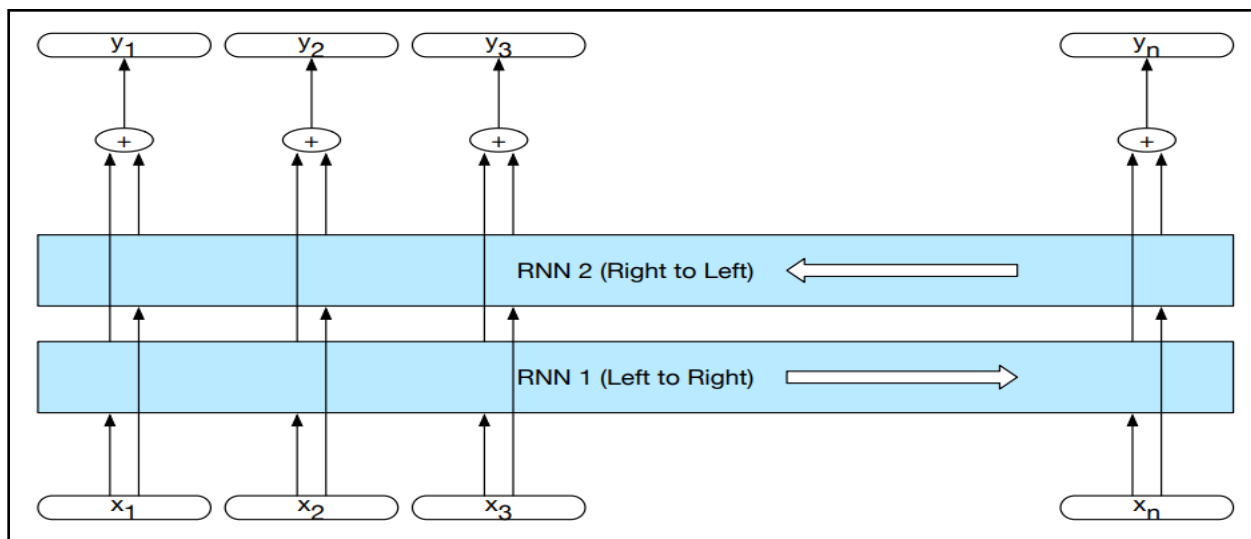 y₁ y₂ y₃ yₙ
+ + + +
RNN 2 (Right to Left)
RNN 1 (Left to Right)
x₁ x₂ x₃ xₙ